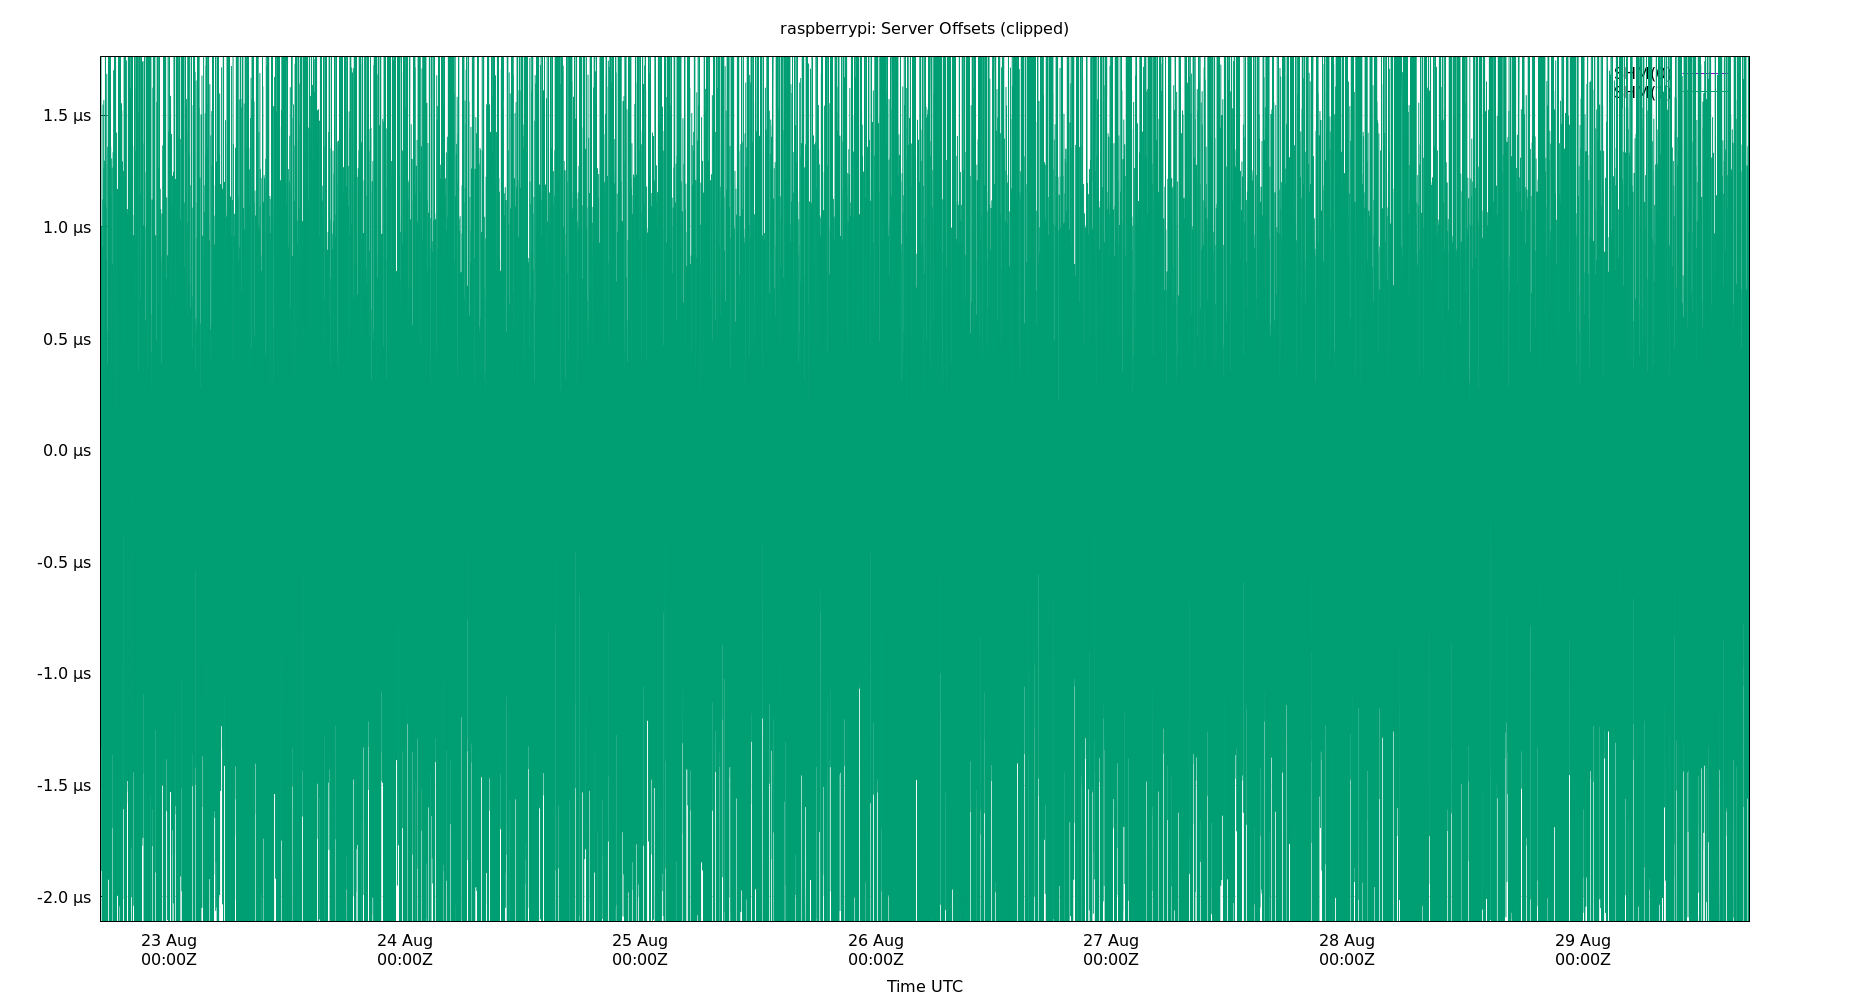 raspberrypi: Server Offsets (clipped)
1.5 µs
1.0 µs
0.5 µs
0.0 µs
-0.5 µs
-1.0 µs
-1.5 µs
-2.0 µs
23 Aug 24 Aug 25 Aug 26 Aug 27 Aug 28 Aug 29 Aug
00:00Z 00:00Z 00:00Z 00:00Z 00:00Z 00:00Z 00:00Z
Time UTC